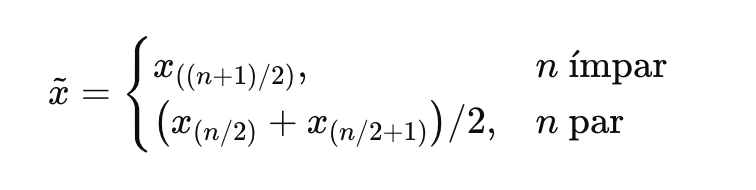 x̃ = { x_{((n+1)/2)}, n ímpar
(x_{(n/2)} + x_{(n/2+1)})/2, n par